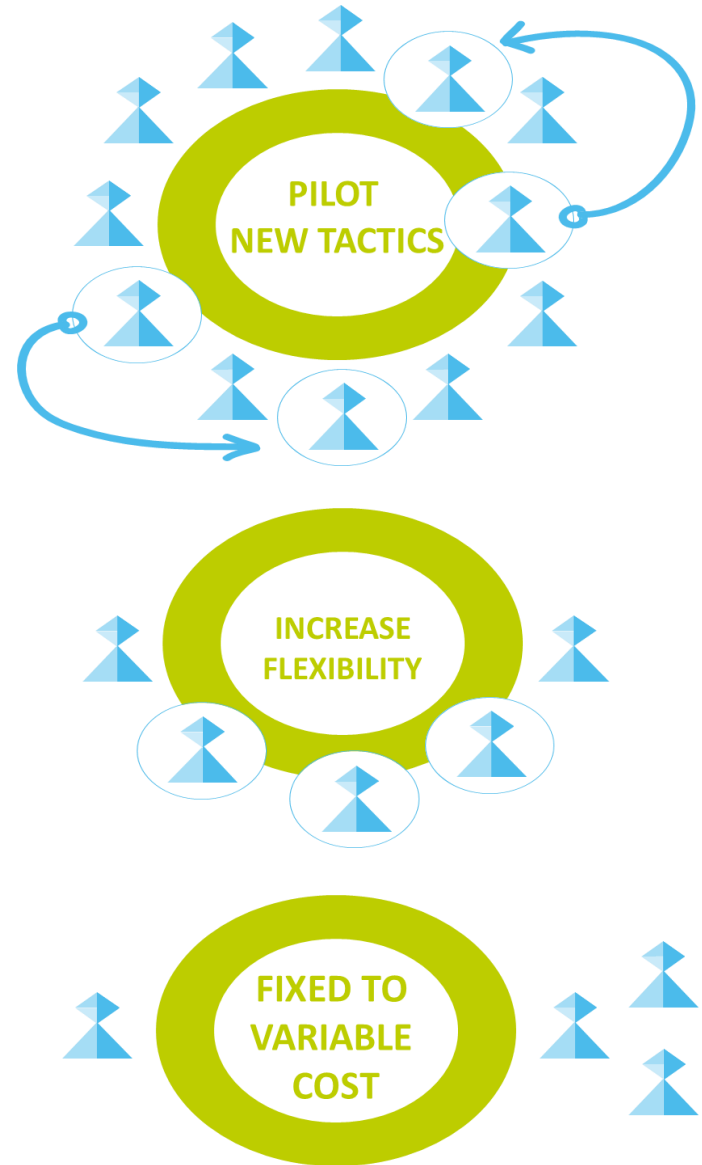 PILOT
NEW TACTICS
INCREASE
FLEXIBILITY
FIXED TO
VARIABLE
COST